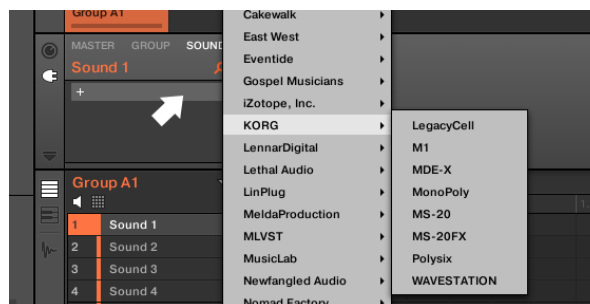 Group A1
MASTER GROUP SOUND
Sound 1
+
Group A1
1 Sound 1
2 Sound 2
3 Sound 3
4 Sound 4
Cakewalk
East West
Eventide
Gospel Musicians
iZotope, Inc.
KORG
LennarDigital
Lethal Audio
LinPlug
MeldaProduction
MLVST
MusicLab
Newfangled Audio
Nomad Factory
LegacyCell
M1
MDE-X
MonoPoly
MS-20
MS-20FX
Polysix
WAVESTATION